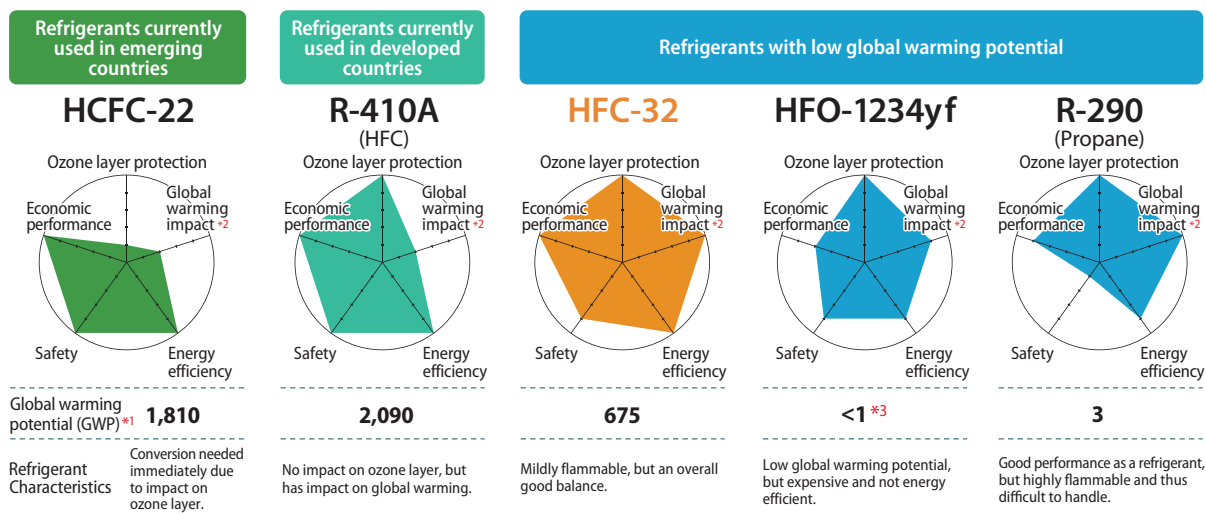 Refrigerants currently
used in emerging
countries
Refrigerants currently
used in developed
countries
Refrigerants with low global warming potential
HCFC-22
Ozone layer protection
Global
warming
impact *2
Economic
performance
Safety
Energy
efficiency
R-410A
(HFC)
Ozone layer protection
Global
warming
impact *2
Economic
performance
Safety
Energy
efficiency
HFC-32
Ozone layer protection
Global
warming
impact *2
Economic
performance
Safety
Energy
efficiency
HFO-1234yf
Ozone layer protection
Global
warming
impact *2
Economic
performance
Safety
Energy
efficiency
R-290
(Propane)
Ozone layer protection
Global
warming
impact *2
Economic
performance
Safety
Energy
efficiency
Global warming
potential (GWP) *1
1,810
2,090
675
<1 *3
3
Refrigerant
Characteristics
Conversion needed
immediately due
to impact on
ozone layer.
No impact on ozone layer, but
has impact on global warming.
Mildly flammable, but an overall
good balance.
Low global warming potential,
but expensive and not energy
efficient.
Good performance as a refrigerant,
but highly flammable and thus
difficult to handle.